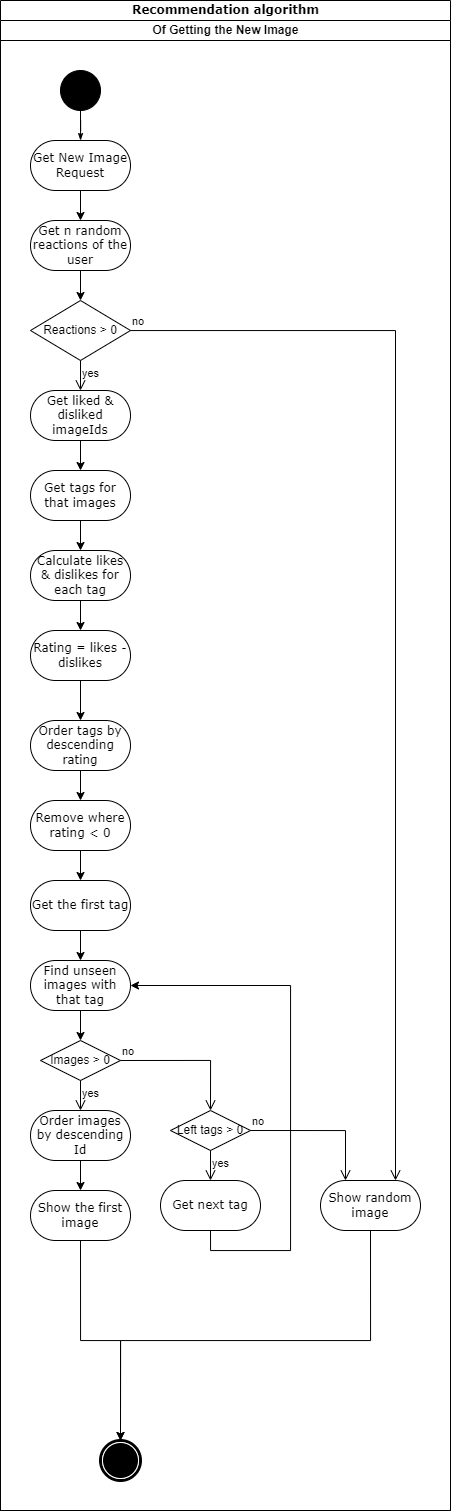 Recommendation algorithm
Of Getting the New Image
Get New Image
Request
Get n random
reactions of the
user
Reactions > 0
no
yes
Get liked &
disliked
imageIds
Get tags for
that images
Calculate likes
& dislikes for
each tag
Rating = likes -
dislikes
Order tags by
descending
rating
Remove where
rating < 0
Get the first tag
Find unseen
images with
that tag
Images > 0
no
yes
Order images
by descending
Id
Left tags > 0
no
yes
Show the first
image
Get next tag
Show random
image